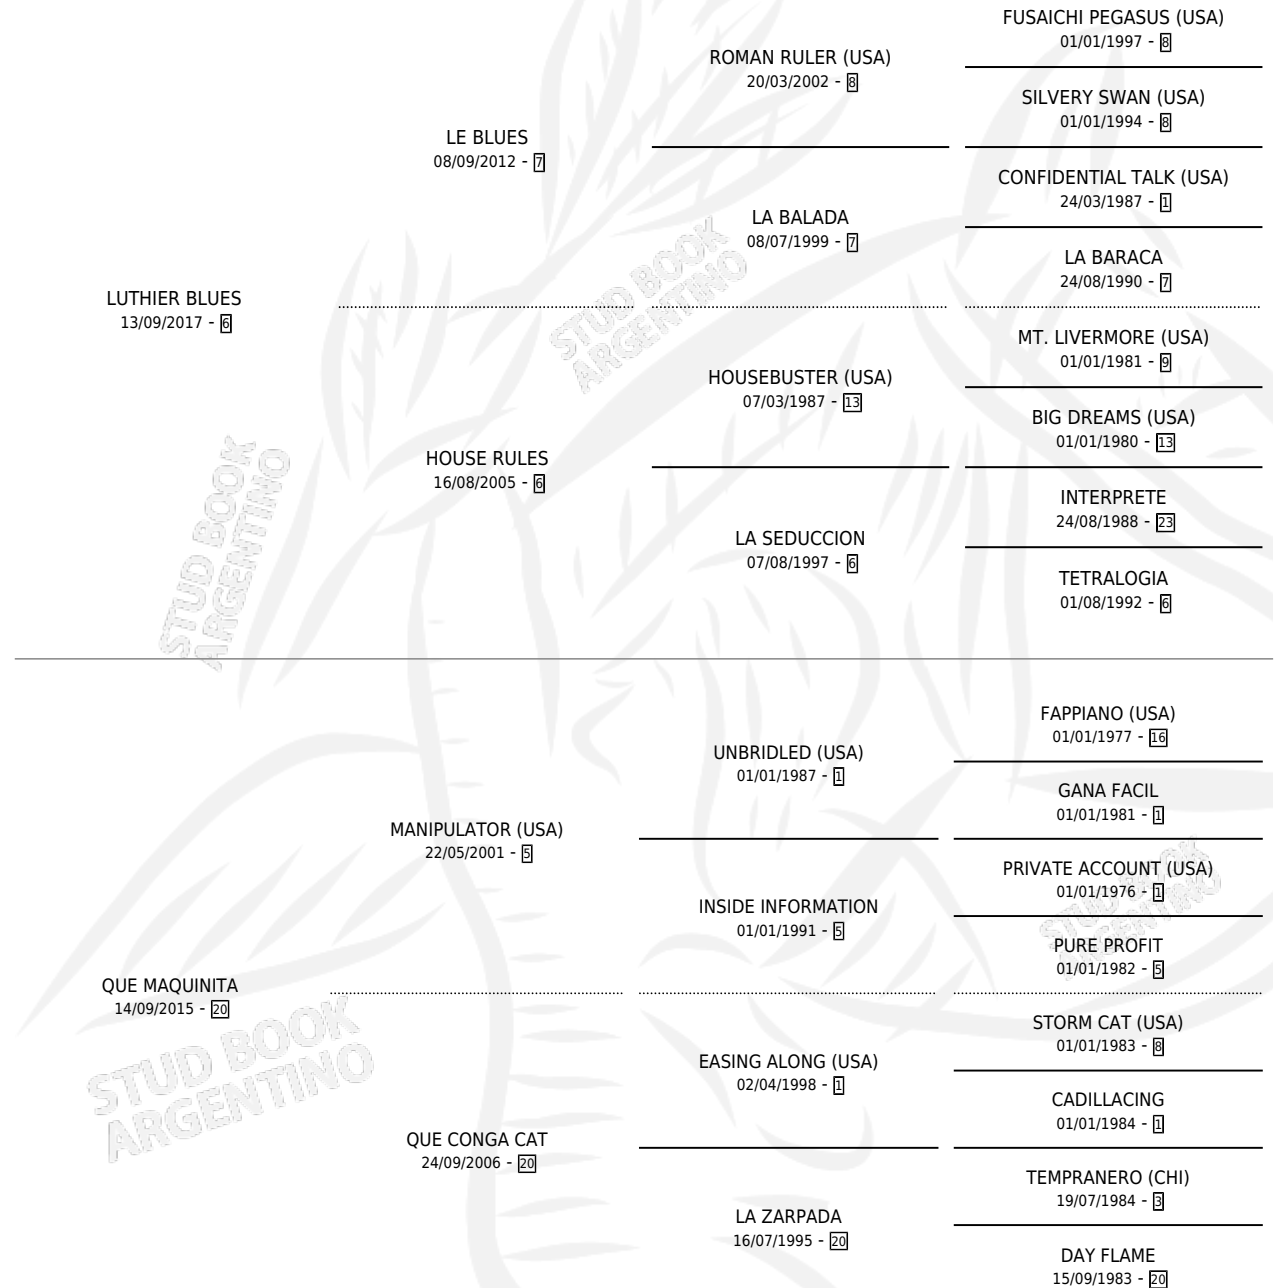 FUSAICHI PEGASUS (USA)
01/01/1997 - 8
ROMAN RULER (USA)
20/03/2002 - 8
SILVERY SWAN (USA)
01/01/1994 - 8
LE BLUES
08/09/2012 - 7
CONFIDENTIAL TALK (USA)
24/03/1987 - 1
LA BALADA
08/07/1999 - 7
LA BARACA
24/08/1990 - 7
LUTHIER BLUES
13/09/2017 - 6
MT. LIVERMORE (USA)
01/01/1981 - 9
HOUSEBUSTER (USA)
07/03/1987 - 13
BIG DREAMS (USA)
01/01/1980 - 13
HOUSE RULES
16/08/2005 - 6
INTERPRETE
24/08/1988 - 23
LA SEDUCCION
07/08/1997 - 6
TETRALOGIA
01/08/1992 - 6
FAPPIANO (USA)
01/01/1977 - 16
UNBRIDLED (USA)
01/01/1987 - 1
GANA FACIL
01/01/1981 - 1
MANIPULATOR (USA)
22/05/2001 - 5
PRIVATE ACCOUNT (USA)
01/01/1976 - 1
INSIDE INFORMATION
01/01/1991 - 5
PURE PROFIT
01/01/1982 - 5
QUE MAQUINITA
14/09/2015 - 20
STORM CAT (USA)
01/01/1983 - 8
EASING ALONG (USA)
02/04/1998 - 1
CADILLACING
01/01/1984 - 1
QUE CONGA CAT
24/09/2006 - 20
TEMPRANERO (CHI)
19/07/1984 - 3
LA ZARPADA
16/07/1995 - 20
DAY FLAME
15/09/1983 - 20
STUD BOOK
ARGENTINO
STUD BOOK
ARGENTINO
STUD BOOK
ARGENTINO
STUD BOOK
ARGENTINO